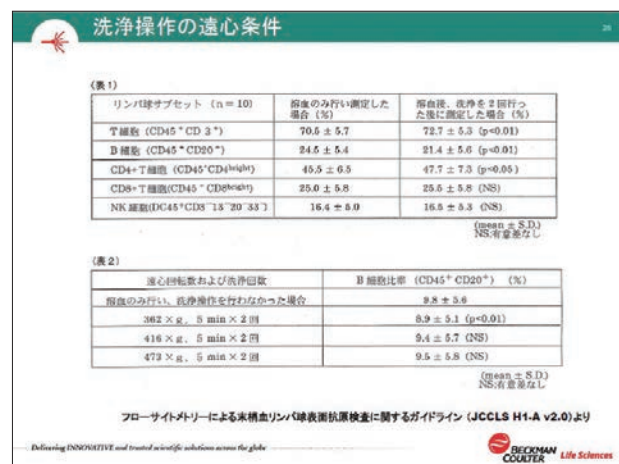 洗浄操作の遠心条件
26
(表1)
リンパ球サブセット (n=10)
溶血のみ行い測定した
場合 (%)
溶血後、洗浄を2回行っ
た後に測定した場合 (%)
T細胞 (CD45⁺CD3⁺)
70.5 ± 5.7
72.7 ± 5.3 (p<0.01)
B細胞 (CD45⁺CD20⁺)
24.5 ± 5.4
21.4 ± 5.6 (p<0.01)
CD4+T細胞 (CD45⁺CD4bright)
45.5 ± 6.5
47.7 ± 7.3 (p<0.05)
CD8+T細胞(CD45⁺CD8bright)
25.0 ± 5.8
25.5 ± 5.8 (NS)
NK細胞(DC45⁺CD3⁻13⁻20⁻33⁻)
16.4 ± 5.0
16.5 ± 5.3 (NS)
(mean ± S.D.)
NS:有意差なし
(表2)
遠心回転数および洗浄回数
B細胞比率 (CD45⁺CD20⁺) (%)
溶血のみ行い、洗浄操作を行わなかった場合
9.8 ± 5.6
362×g, 5 min×2回
8.9 ± 5.1 (p<0.01)
416×g, 5 min×2回
9.4 ± 5.7 (NS)
473×g, 5 min×2回
9.5 ± 5.8 (NS)
(mean ± S.D.)
NS:有意差なし
フローサイトメトリーによる末梢血リンパ球表面抗原検査に関するガイドライン (JCCLS H1-A v2.0)より
Delivering INNOVATIVE and trusted scientific solutions across the globe
BECKMAN
COULTER Life Sciences